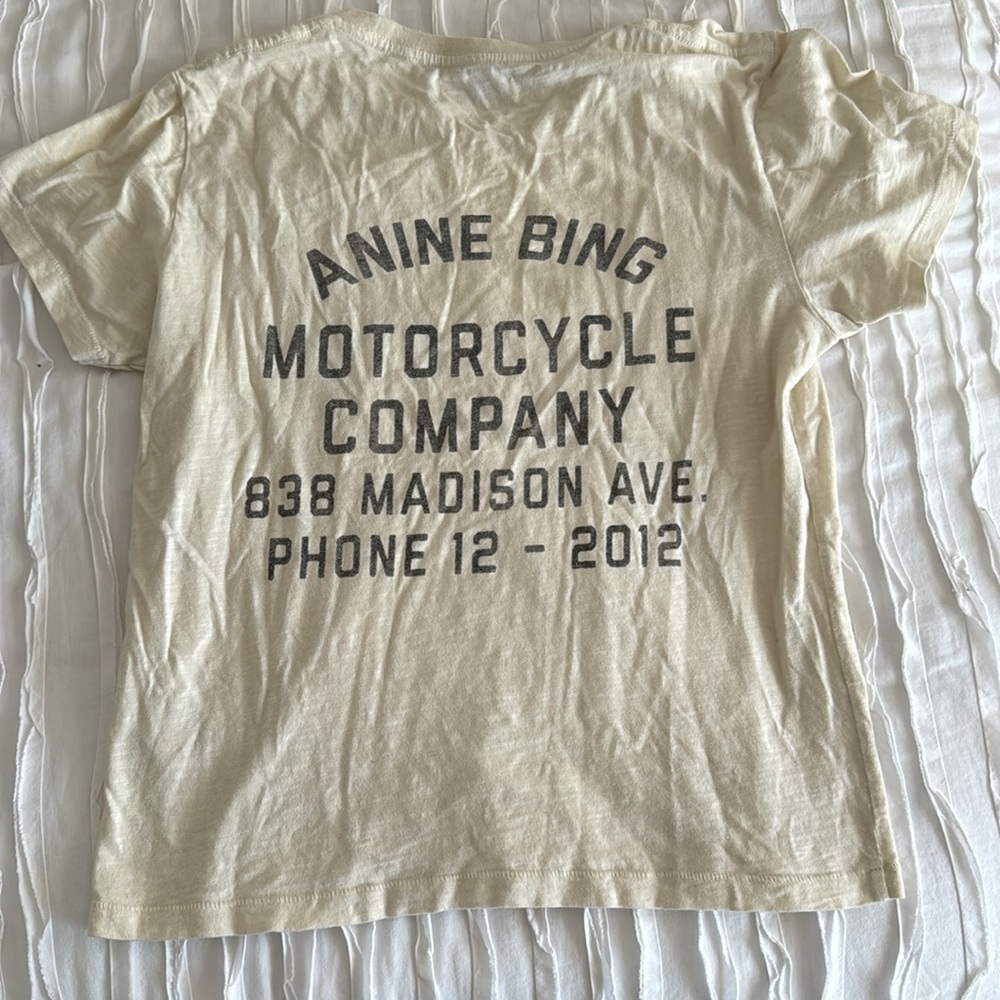 ANINE BING
MOTORCYCLE
COMPANY
838 MADISON AVE.
PHONE 12 - 2012